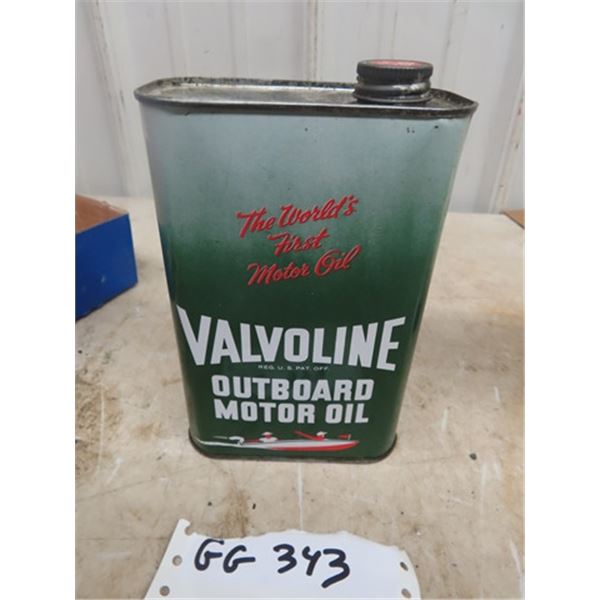 The World's
First
Motor Oil
VALVOLINE
REG. U.S. PAT. OFF.
OUTBOARD
MOTOR OIL
GG 343